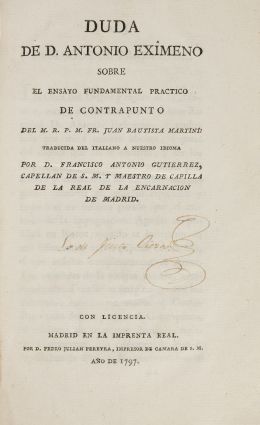 DUDA
DE D. ANTONIO EXÎMENO
SOBRE
EL ENSAYO FUNDAMENTAL PRACTICO
DE CONTRAPUNTO
DEL M. R. P. M. FR. JUAN BAUTISTA MARTINI:
TRADUCIDA DEL ITALIANO A NUESTRO IDIOMA
POR D. FRANCISCO ANTONIO GUTIERREZ,
CAPELLAN DE S. M. Y MAESTRO DE CAPILLA
DE LA REAL DE LA ENCARNACION
DE MADRID.
CON LICENCIA.
MADRID EN LA IMPRENTA REAL.
POR D. PEDRO JULIAN PEREYRA, IMPRESOR DE CAMARA DE S. M.
AÑO DE 1797.